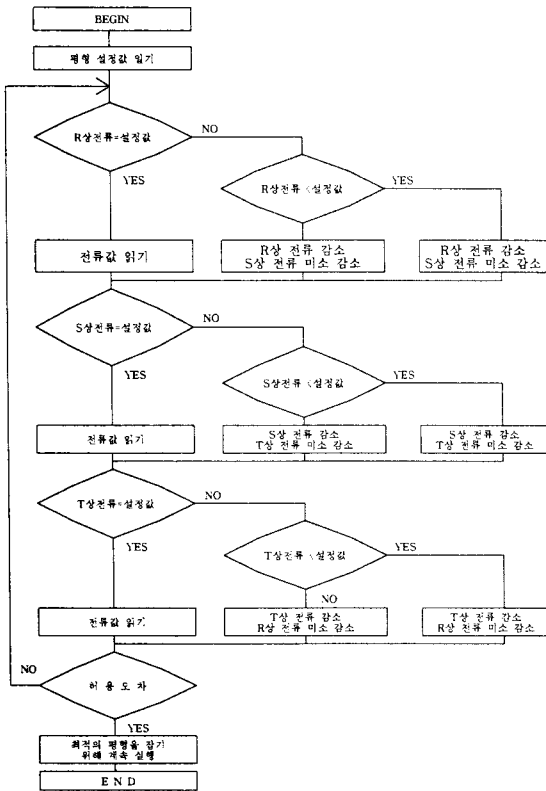 BEGIN
평형 설정값 읽기
R상전류=설정값
NO
YES
R상전류<설정값
YES
전류값 읽기
R상 전류 감소
S상 전류 미소 감소
R상 전류 감소
S상 전류 미소 감소
S상전류=설정값
NO
YES
S상전류<설정값
YES
전류값 읽기
S상 전류 감소
T상 전류 미소 감소
S상 전류 감소
T상 전류 미소 감소
T상전류=설정값
NO
YES
T상전류<설정값
YES
NO
전류값 읽기
T상 전류 감소
R상 전류 미소 감소
T상 전류 감소
R상 전류 미소 감소
NO
허 용 도 차
YES
최적의 평형을 잡기
위해 계속 실행
E N D